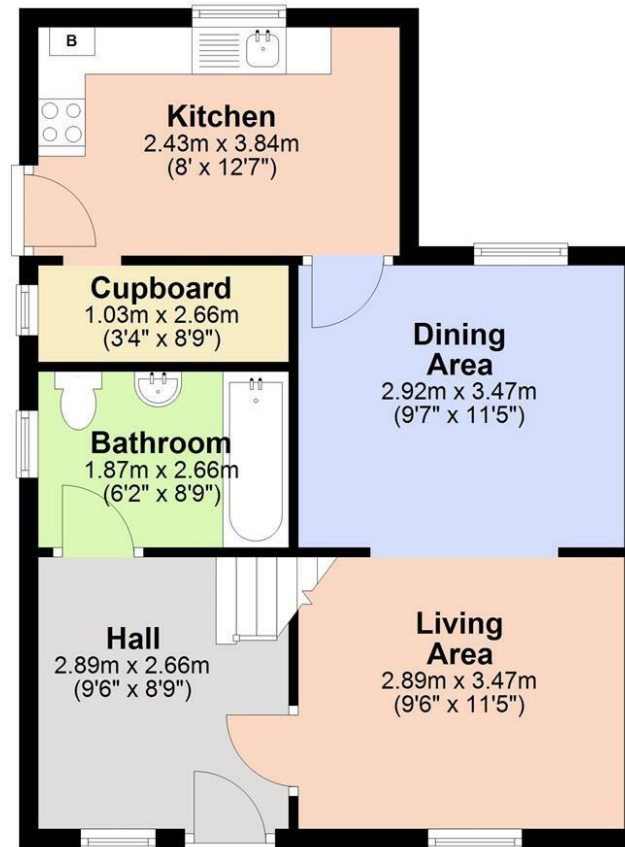 B
Kitchen
2.43m x 3.84m
(8' x 12'7")
Cupboard
1.03m x 2.66m
(3'4" x 8'9")
Dining
Area
2.92m x 3.47m
(9'7" x 11'5")
Bathroom
1.87m x 2.66m
(6'2" x 8'9")
Hall
2.89m x 2.66m
(9'6" x 8'9")
Living
Area
2.89m x 3.47m
(9'6" x 11'5")